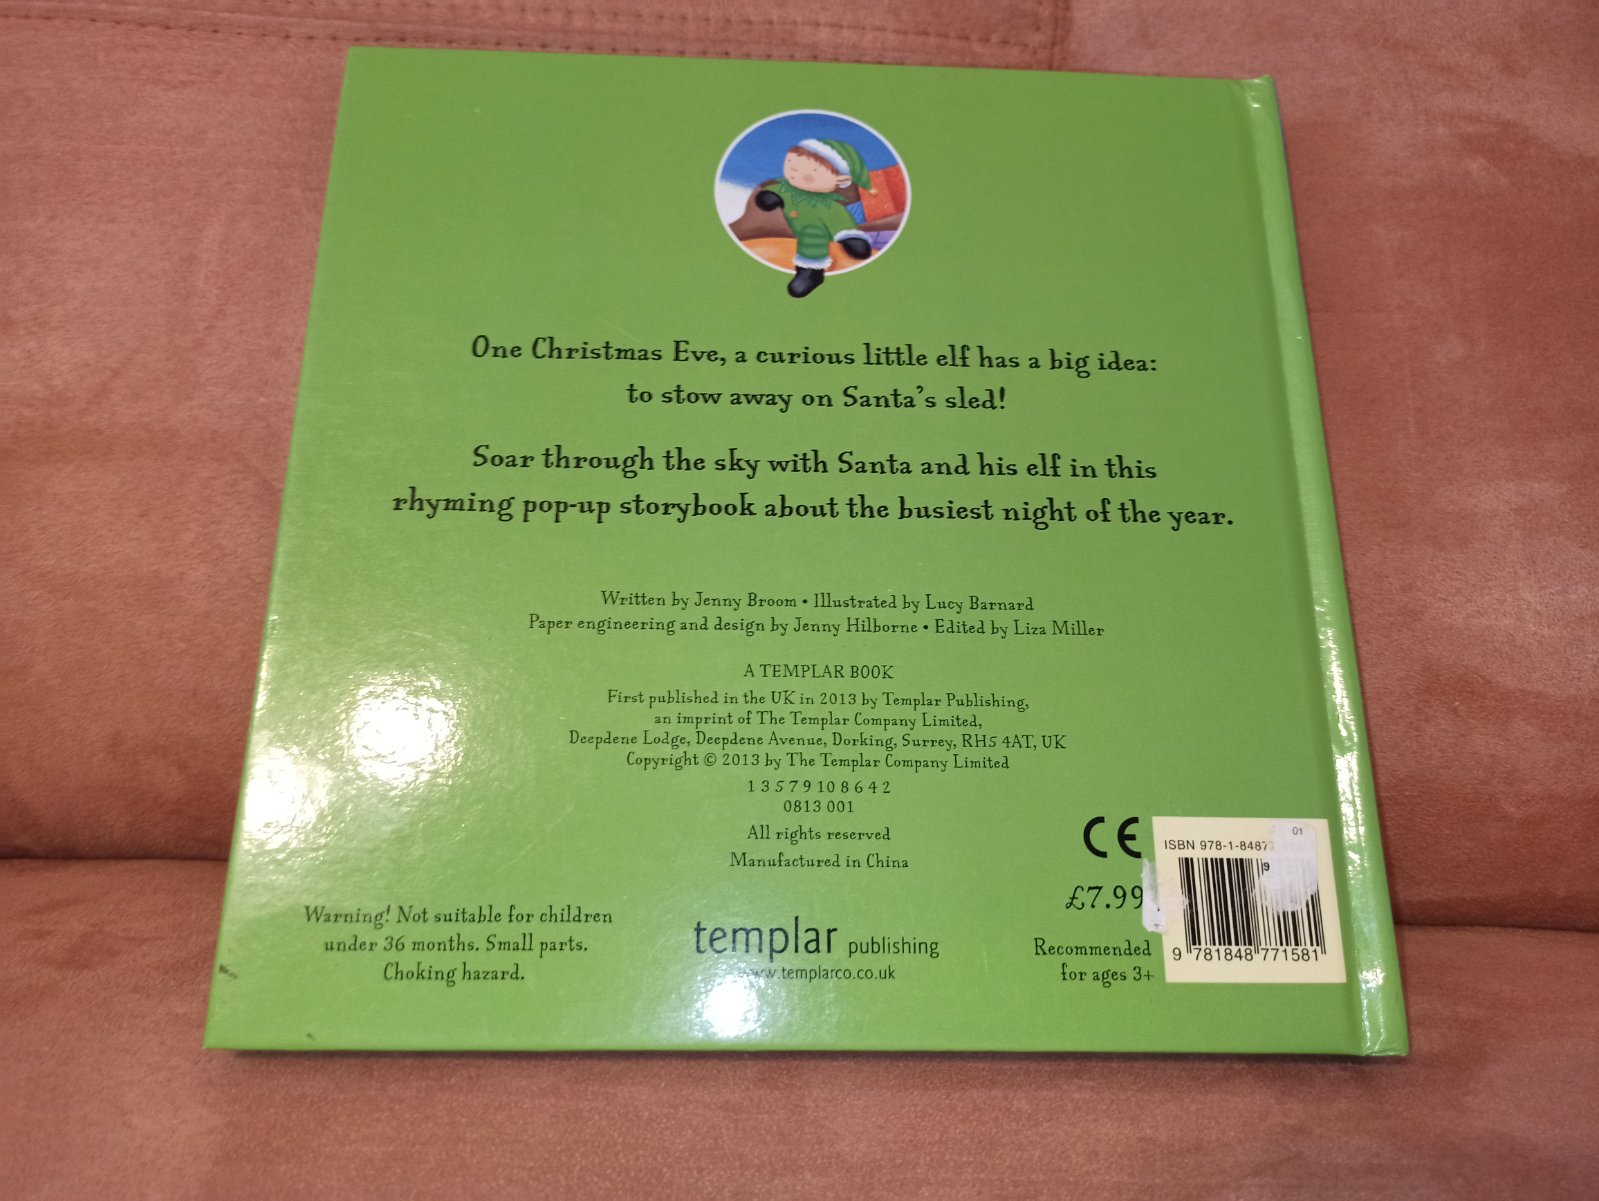 One Christmas Eve, a curious little elf has a big idea:
to stow away on Santa's sled!
Soar through the sky with Santa and his elf in this
rhyming pop-up storybook about the busiest night of the year.
Written by Jenny Broom • Illustrated by Lucy Barnard
Paper engineering and design by Jenny Hilborne • Edited by Liza Miller
A TEMPLAR BOOK
First published in the UK in 2013 by Templar Publishing,
an imprint of The Templar Company Limited,
Deepdene Lodge, Deepdene Avenue, Dorking, Surrey, RH5 4AT, UK
Copyright © 2013 by The Templar Company Limited
1 3 5 7 9 10 8 6 4 2
0813 001
All rights reserved
Manufactured in China
Warning! Not suitable for children
under 36 months. Small parts.
Choking hazard.
templar publishing
www.templarco.co.uk
CE
£7.99
Recommended
for ages 3+
01
ISBN 978-1-8487
9
9 781848 771581